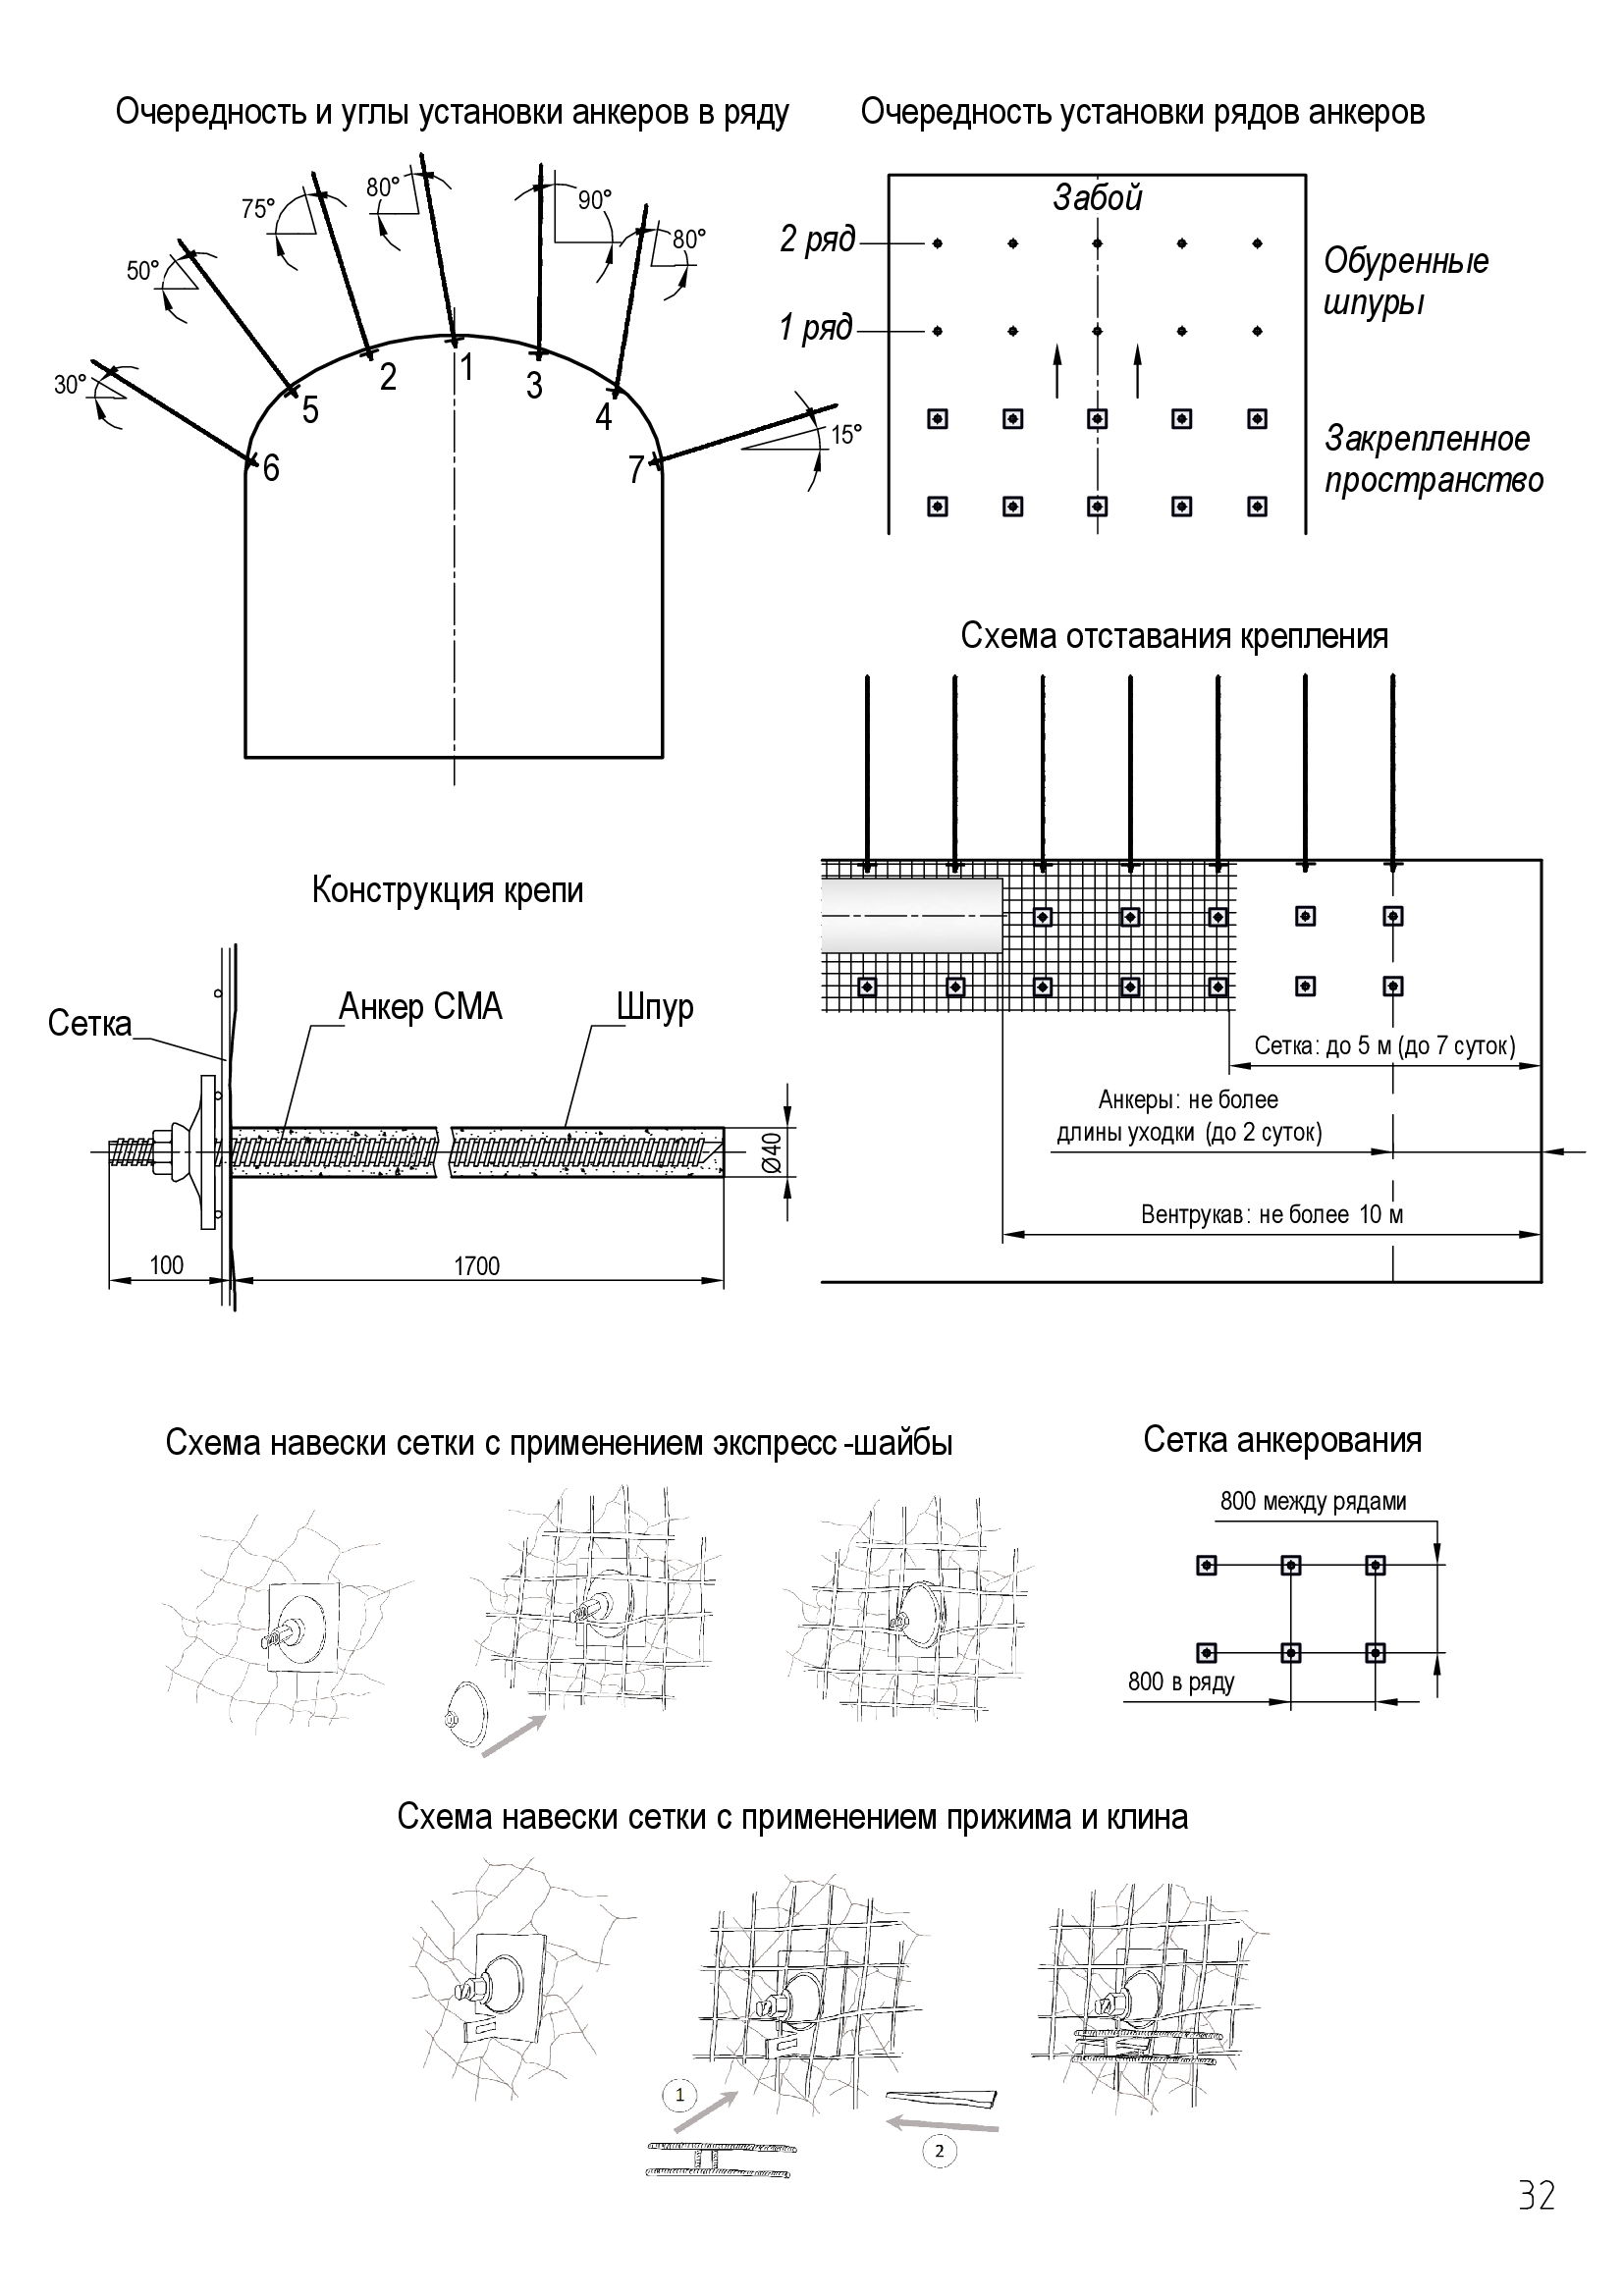 Очередность и углы установки анкеров в ряду
80°
75°
90°
80°
50°
30°
15°
1
2
3
5
4
6
7
Очередность установки рядов анкеров
Забой
2 ряд
Обуренные
шпуры
1 ряд
Закрепленное
пространство
Схема отставания крепления
Сетка: до 5 м (до 7 суток)
Анкеры: не более
длины уходки (до 2 суток)
Вентрукав: не более 10 м
Конструкция крепи
Сетка
Анкер СМА
Шпур
Ø40
100
1700
Схема навески сетки с применением экспресс-шайбы
Сетка анкерования
800 между рядами
800 в ряду
Схема навески сетки с применением прижима и клина
1
2
32